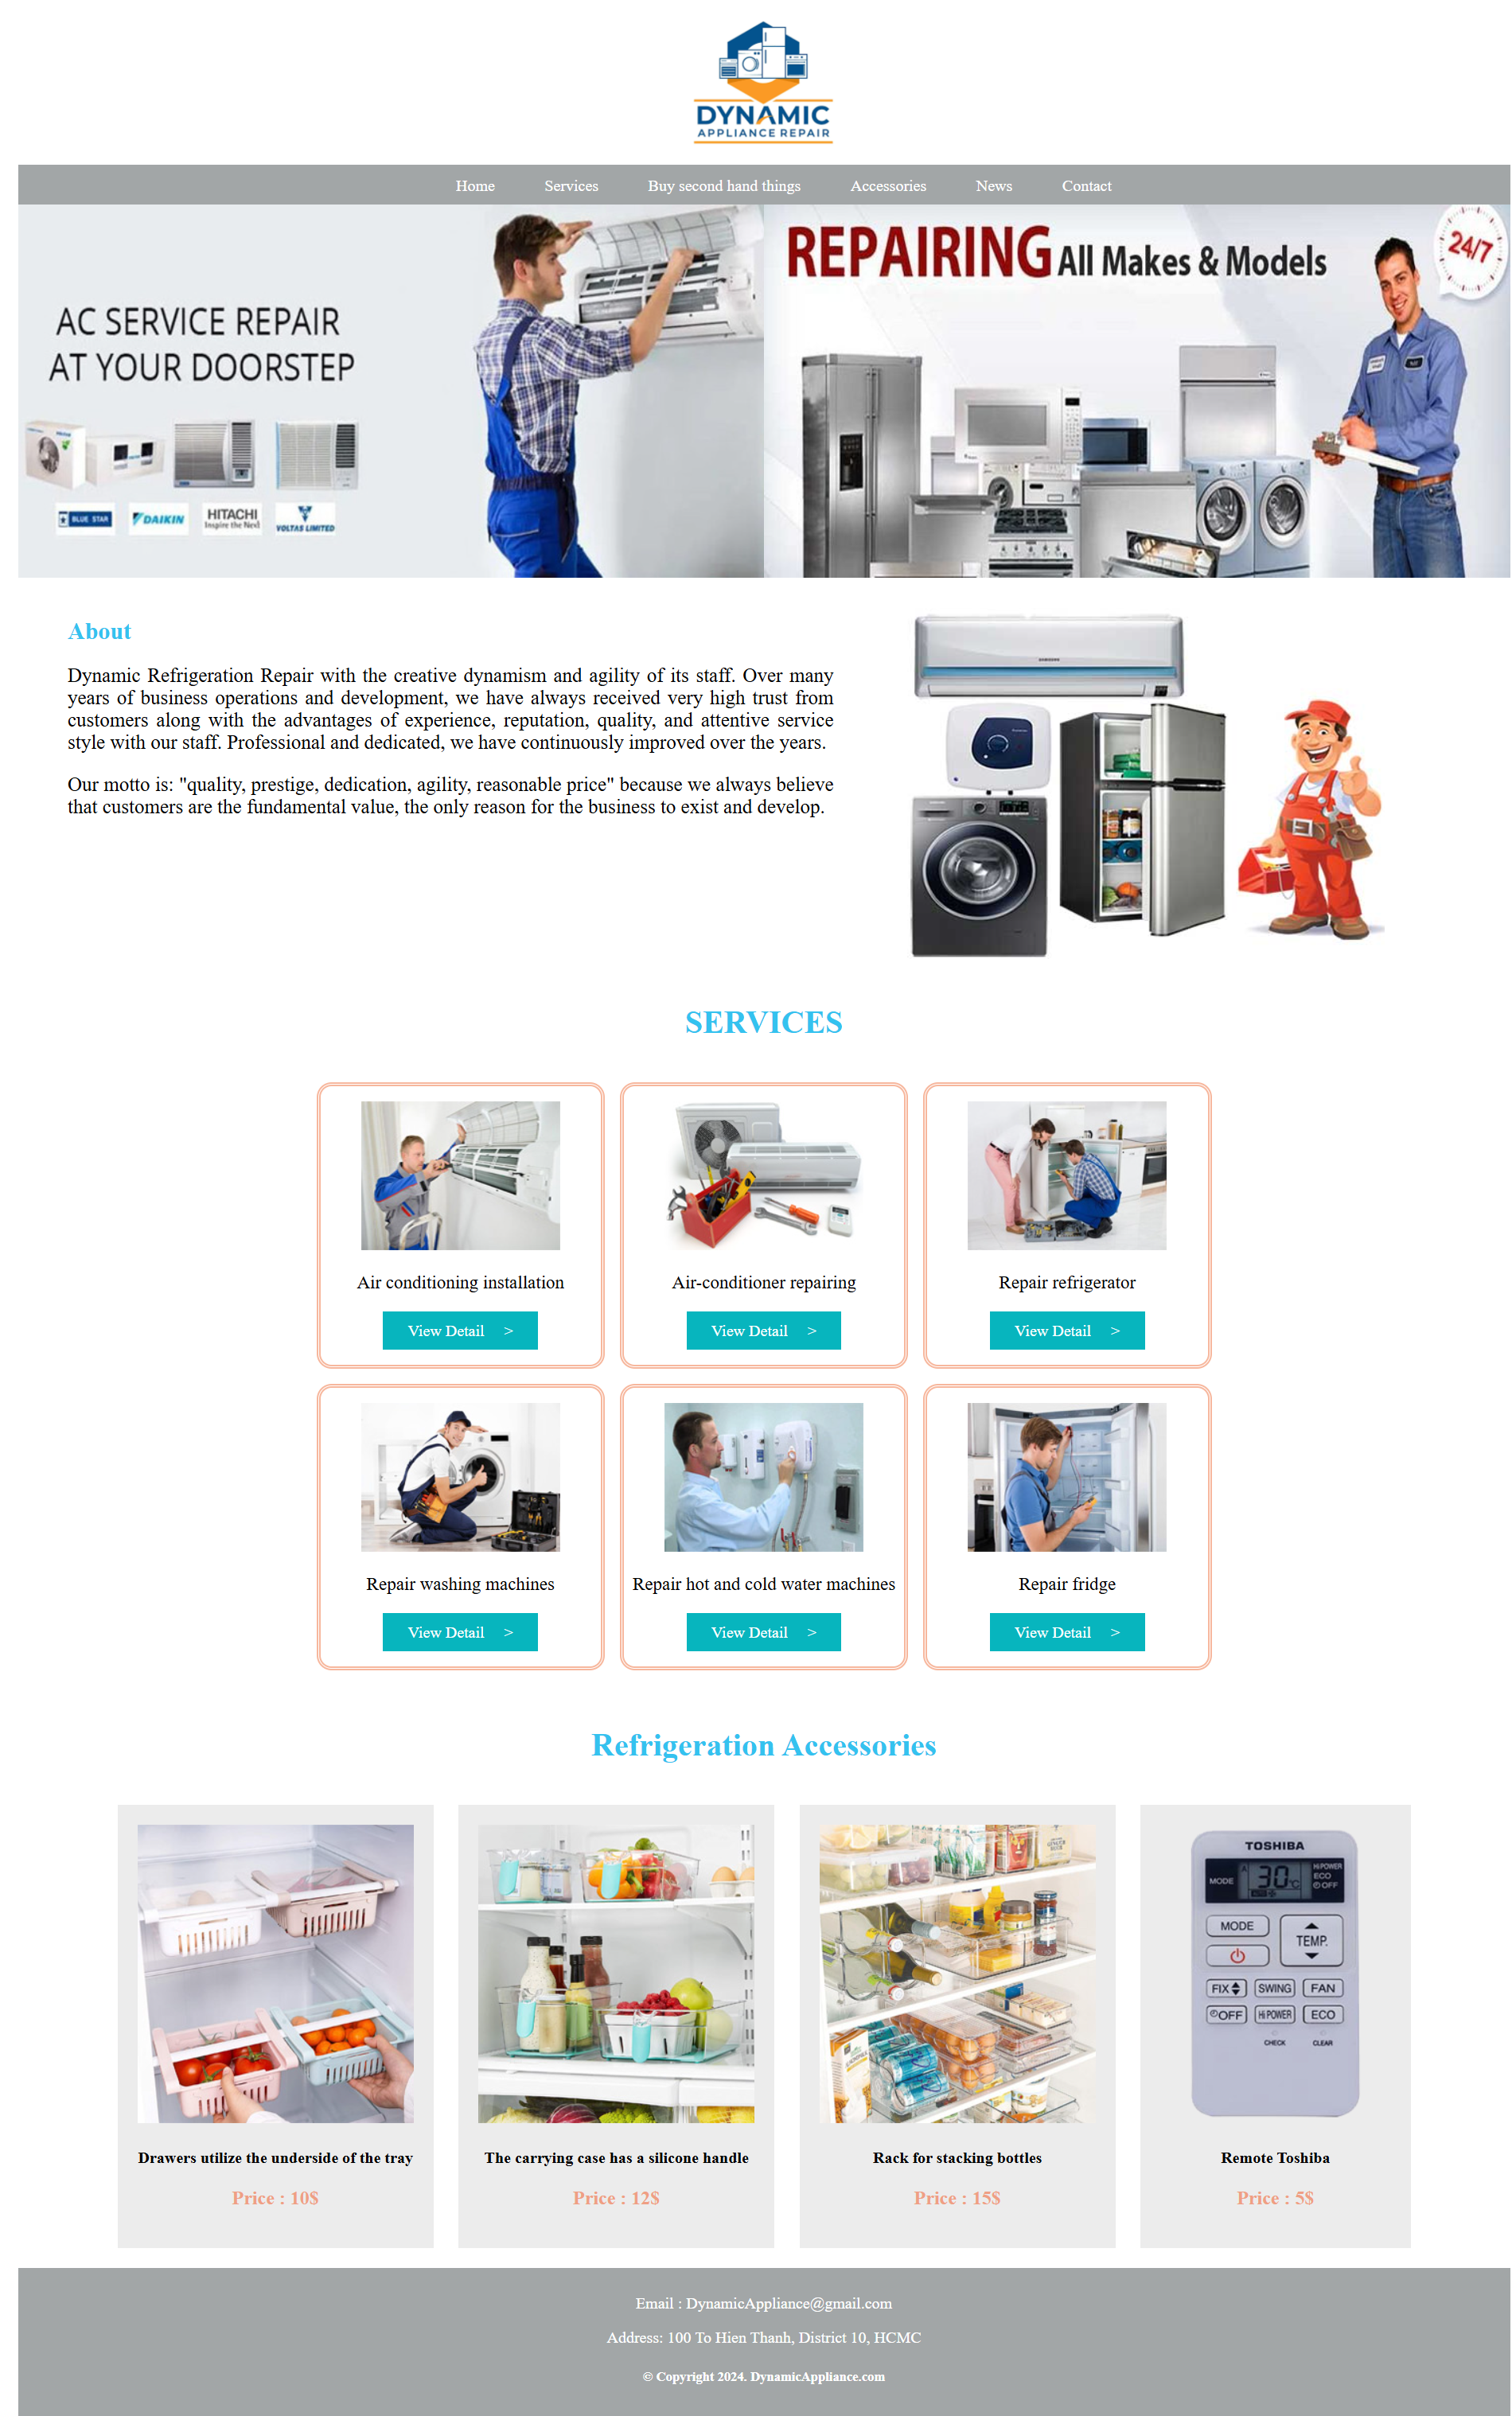 DYNAMIC
APPLIANCE REPAIR
Home Services Buy second hand things Accessories News Contact
AC SERVICE REPAIR
AT YOUR DOORSTEP
BLUE STAR DAIKIN HITACHI Inspire the Next VOLTAS LIMITED
REPAIRING All Makes & Models
24/7
About
Dynamic Refrigeration Repair with the creative dynamism and agility of its staff. Over many
years of business operations and development, we have always received very high trust from
customers along with the advantages of experience, reputation, quality, and attentive service
style with our staff. Professional and dedicated, we have continuously improved over the years.
Our motto is: "quality, prestige, dedication, agility, reasonable price" because we always believe
that customers are the fundamental value, the only reason for the business to exist and develop.
SAMSUNG
SERVICES
Air conditioning installation
View Detail >
Air-conditioner repairing
View Detail >
Repair refrigerator
View Detail >
Repair washing machines
View Detail >
Repair hot and cold water machines
View Detail >
Repair fridge
View Detail >
Refrigeration Accessories
Drawers utilize the underside of the tray
Price : 10$
The carrying case has a silicone handle
Price : 12$
Rack for stacking bottles
Price : 15$
TOSHIBA
MODE A 30°C Hi POWER
ECO
OFF
MODE
TEMP.
FIX SWING FAN
OFF Hi POWER ECO
CHECK CLEAR
Remote Toshiba
Price : 5$
Email : DynamicAppliance@gmail.com
Address: 100 To Hien Thanh, District 10, HCMC
© Copyright 2024. DynamicAppliance.com